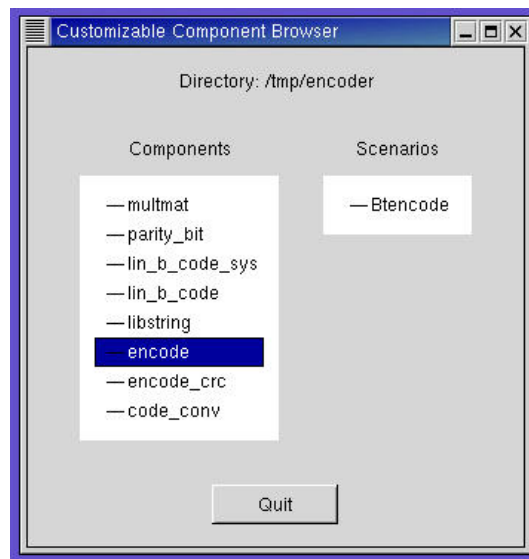 Customizable Component Browser
Directory: /tmp/encoder
Components
multmat
parity_bit
lin_b_code_sys
lin_b_code
libstring
encode
encode_crc
code_conv
Scenarios
Btencode
Quit